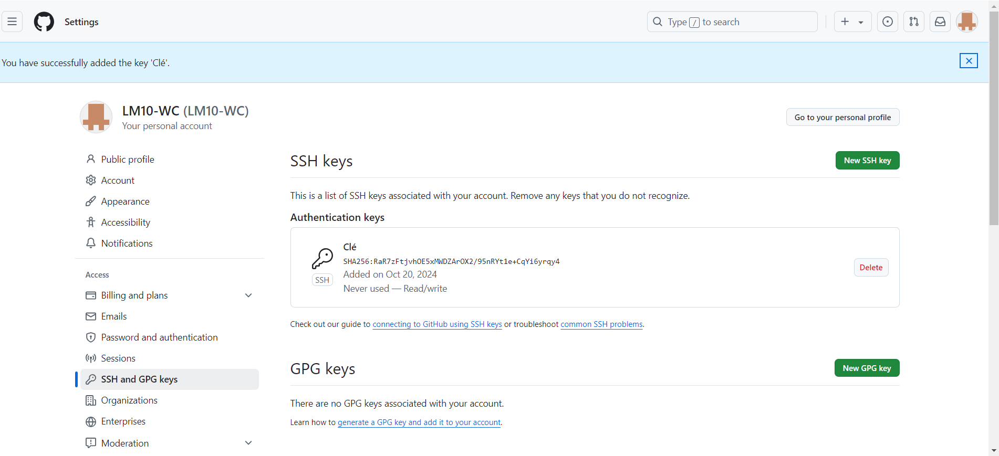 Settings
Type / to search
You have successfully added the key 'Clé'.
LM10-WC (LM10-WC)
Your personal account
Go to your personal profile
Public profile
Account
Appearance
Accessibility
Notifications
Access
Billing and plans
Emails
Password and authentication
Sessions
SSH and GPG keys
Organizations
Enterprises
Moderation
SSH keys
New SSH key
This is a list of SSH keys associated with your account. Remove any keys that you do not recognize.
Authentication keys
Clé
SHA256:RaR7zFtjvhOE5xMWDZArOX2/95nRYt1e+CqYi6yrqy4
SSH
Added on Oct 20, 2024
Never used — Read/write
Delete
Check out our guide to connecting to GitHub using SSH keys or troubleshoot common SSH problems.
GPG keys
New GPG key
There are no GPG keys associated with your account.
Learn how to generate a GPG key and add it to your account.